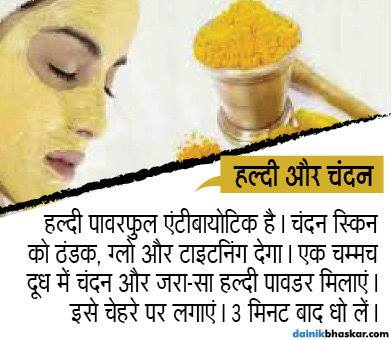 हल्दी और चंदन
हल्दी पावरफुल एंटीबायोटिक है। चंदन स्किन
को ठंडक, ग्लो और टाइटनिंग देगा। एक चम्मच
दूध में चंदन और जरा-सा हल्दी पावडर मिलाएं।
इसे चेहरे पर लगाएं। 3 मिनट बाद धो लें।
dainikbhaskar.com